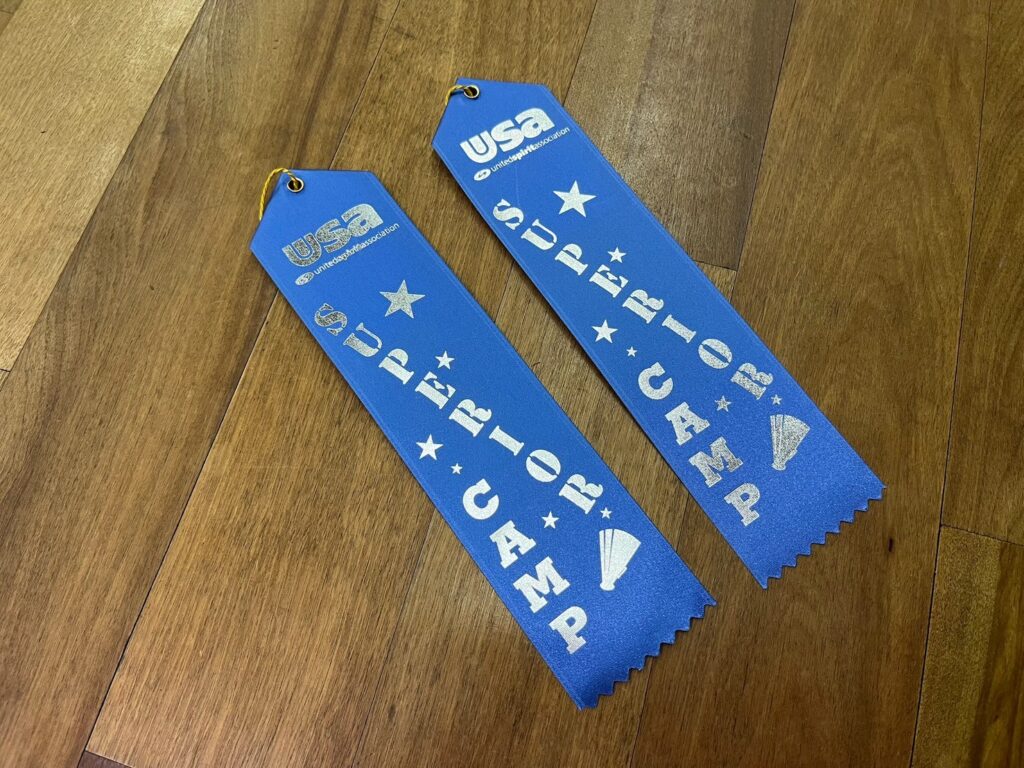 usa
unitedspiritassociation
SUPERIOR
CAMP
usa
unitedspiritassociation
SUPERIOR
CAMP